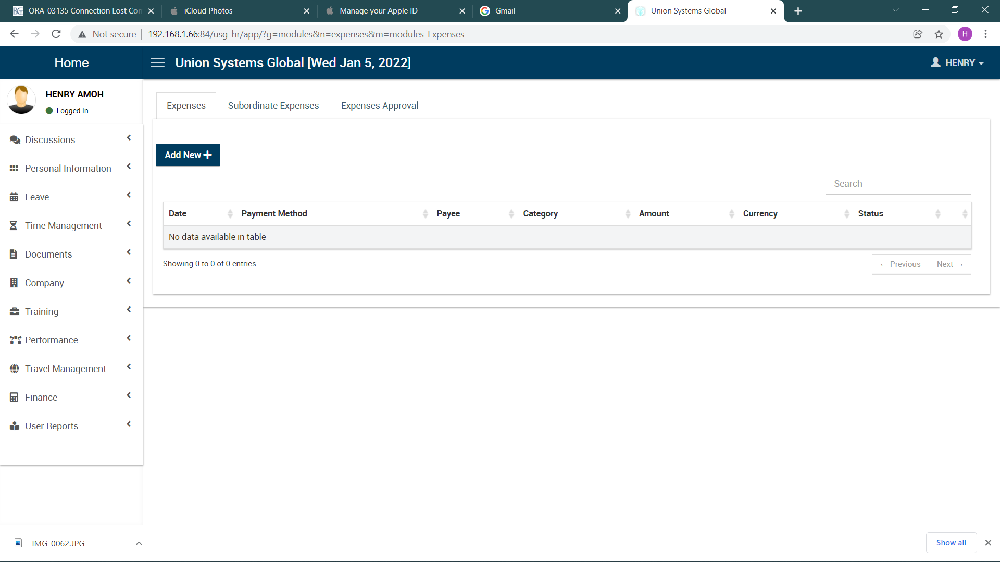 ORA-03135 Connection Lost Con
iCloud Photos
Manage your Apple ID
Gmail
Union Systems Global
Not secure
192.168.1.66:84/usg_hr/app/?g=modules&n=expenses&m=modules_Expenses
H
Home
Union Systems Global [Wed Jan 5, 2022]
HENRY
HENRY AMOH
Logged In
Discussions
Personal Information
Leave
Time Management
Documents
Company
Training
Performance
Travel Management
Finance
User Reports
Expenses
Subordinate Expenses
Expenses Approval
Add New
Search
Date Payment Method Payee Category Amount Currency Status
No data available in table
Showing 0 to 0 of 0 entries
← Previous
Next →
IMG_0062.JPG
Show all